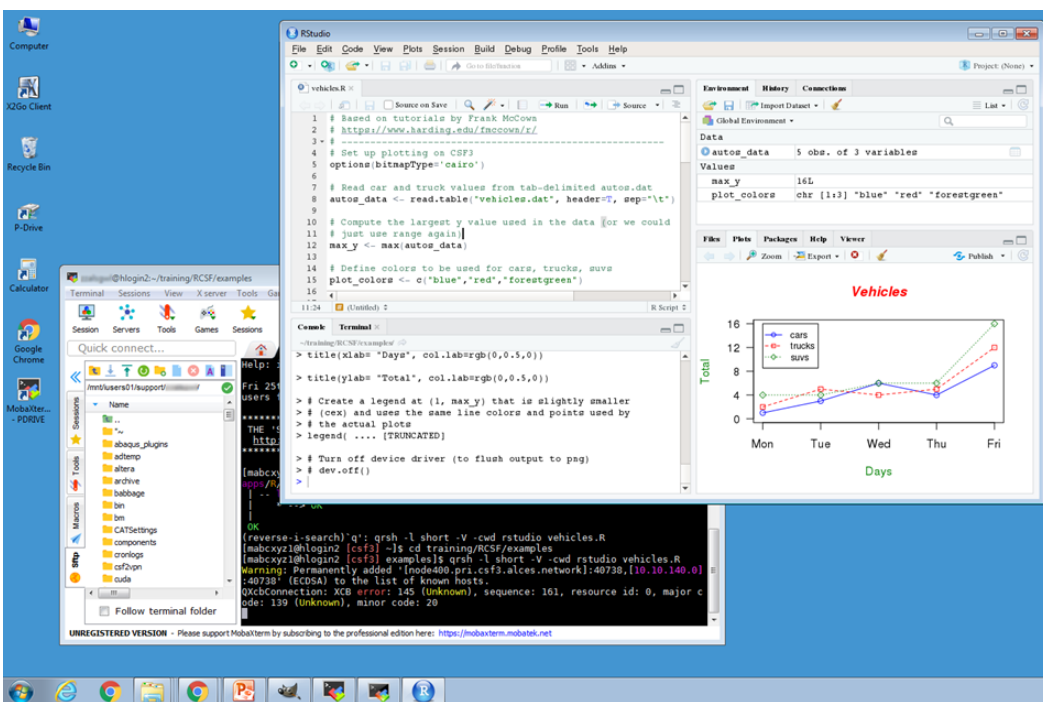 Computer
X2Go Client
Recycle Bin
P-Drive
Calculator
Google
Chrome
MobaXter...
- PDRIVE
RStudio
File Edit Code View Plots Session Build Debug Profile Tools Help
Go to file/function
Addins
Project: (None)
vehicles.R
Source on Save
Run
Source
1 # Based on tutorials by Frank McCown
2 # https://www.harding.edu/fmccown/r/
3 # ----------------------------------------------------------------
4 # Set up plotting on CSF3
5 options(bitmapType='cairo')
6
7 # Read car and truck values from tab-delimited autos.dat
8 autos_data <- read.table("vehicles.dat", header=T, sep="\t")
9
10 # Compute the largest y value used in the data (or we could
11 # just use range again)
12 max_y <- max(autos_data)
13
14 # Define colors to be used for cars, trucks, suvs
15 plot_colors <- c("blue","red","forestgreen")
16
11:24 (Untitled) R Script
Console Terminal
~/training/RCSF/examples/
> title(xlab= "Days", col.lab=rgb(0,0.5,0))
> title(ylab= "Total", col.lab=rgb(0,0.5,0))
> # Create a legend at (1, max_y) that is slightly smaller
> # (cex) and uses the same line colors and points used by
> # the actual plots
> legend( .... [TRUNCATED]
> # Turn off device driver (to flush output to png)
> # dev.off()
>
Environment History Connections
Import Dataset
List
Global Environment
Data
autos_data 5 obs. of 3 variables
Values
max_y 16L
plot_colors chr [1:3] "blue" "red" "forestgreen"
Files Plots Packages Help Viewer
Zoom Export Publish
Vehicles
Total
16
12
8
4
0
cars
trucks
suvs
Mon Tue Wed Thu Fri
Days
@hlogin2:~/training/RCSF/examples
Terminal Sessions View X server Tools
Session Servers Tools Games Sessions
Quick connect...
/mnt/iusers01/support/
Sessions
Tools
Macros
Sftp
Name
..
"~
abaqus_plugins
adtemp
altera
archive
babbage
bin
bm
CATSettings
components
cronlogs
csf2vpn
cuda
Follow terminal folder
Help:
Fri 25
users
THE 'S
http:
[mabcxy
apps/R/
OK
OK
(reverse-i-search)`q': qrsh -l short -V -cwd rstudio vehicles.R
[mabcxyz1@hlogin2 [csf3] ~]$ cd training/RCSF/examples
[mabcxyz1@hlogin2 [csf3] examples]$ qrsh -l short -V -cwd rstudio vehicles.R
Warning: Permanently added '[node400.pri.csf3.alces.network]:40738,[10.10.140.0]
:40738' (ECDSA) to the list of known hosts.
QXcbConnection: XCB error: 145 (Unknown), sequence: 161, resource id: 0, major c
ode: 139 (Unknown), minor code: 20
UNREGISTERED VERSION - Please support MobaXterm by subscribing to the professional edition here: https://mobaxterm.mobatek.net